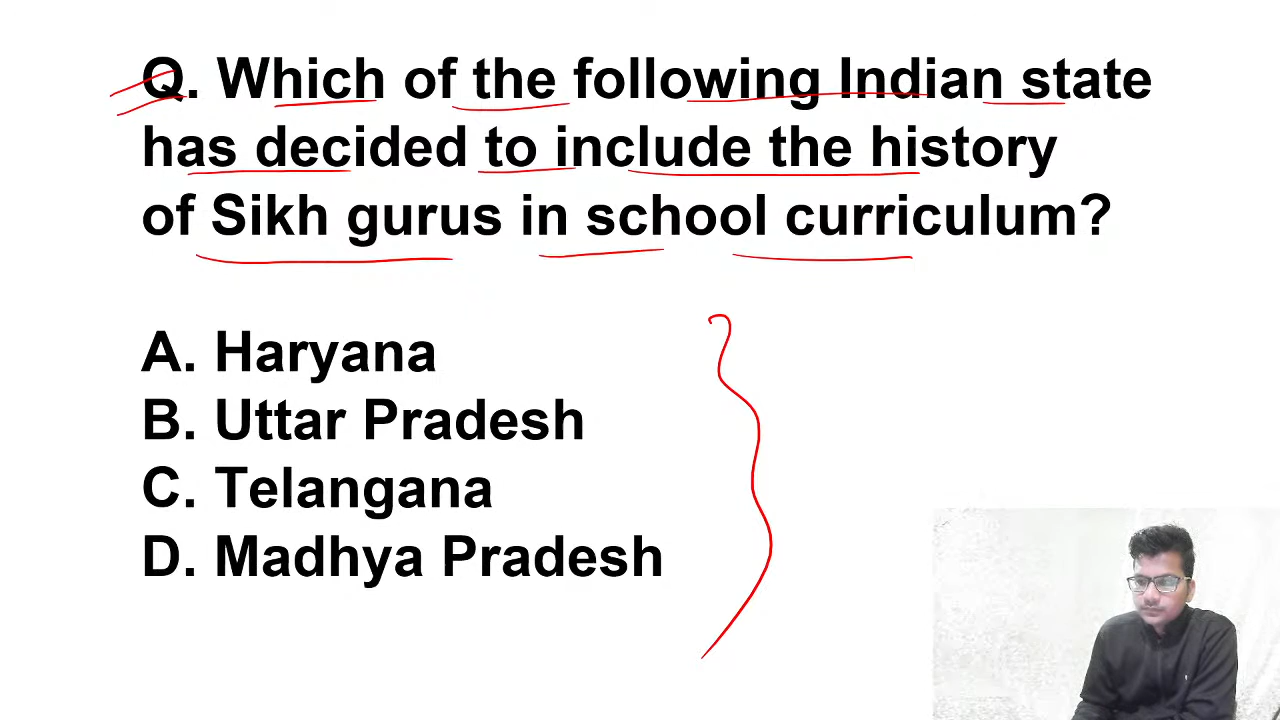 Q. Which of the following Indian state
has decided to include the history
of Sikh gurus in school curriculum?
A. Haryana
B. Uttar Pradesh
C. Telangana
D. Madhya Pradesh